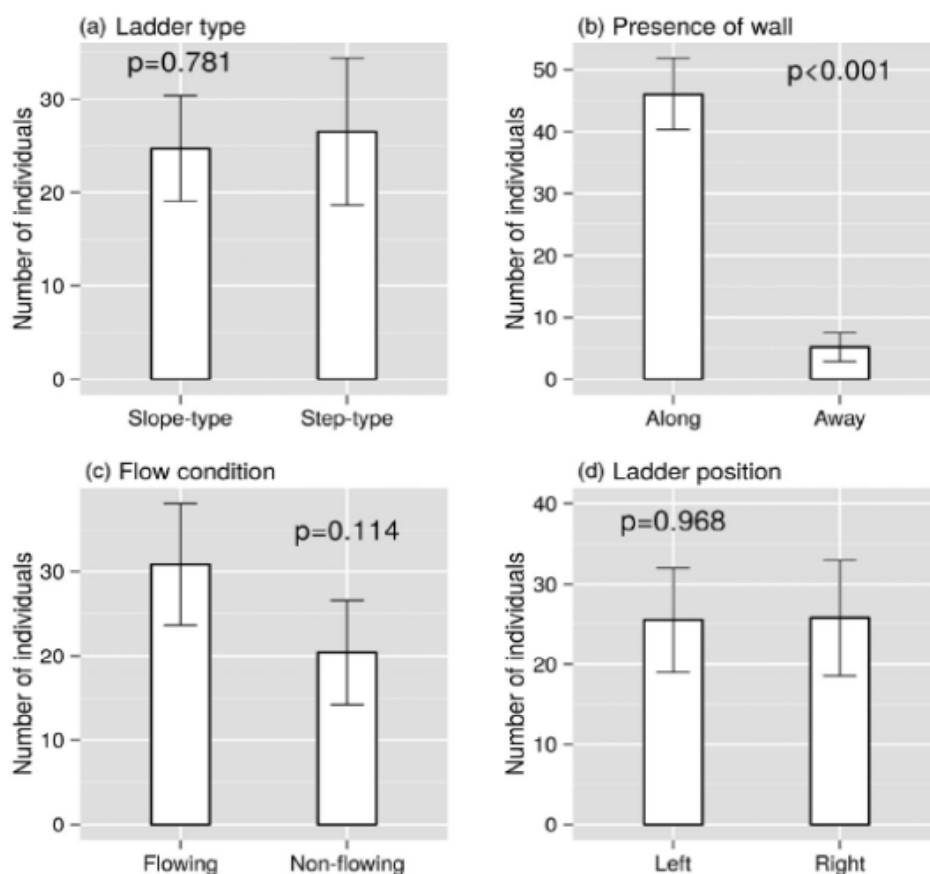 (a) Ladder type
p=0.781
Number of individuals
30
20
10
0
Slope-type Step-type
(b) Presence of wall
p<0.001
Number of individuals
50
40
30
20
10
0
Along Away
(c) Flow condition
p=0.114
Number of individuals
30
20
10
0
Flowing Non-flowing
(d) Ladder position
p=0.968
Number of individuals
40
30
20
10
0
Left Right